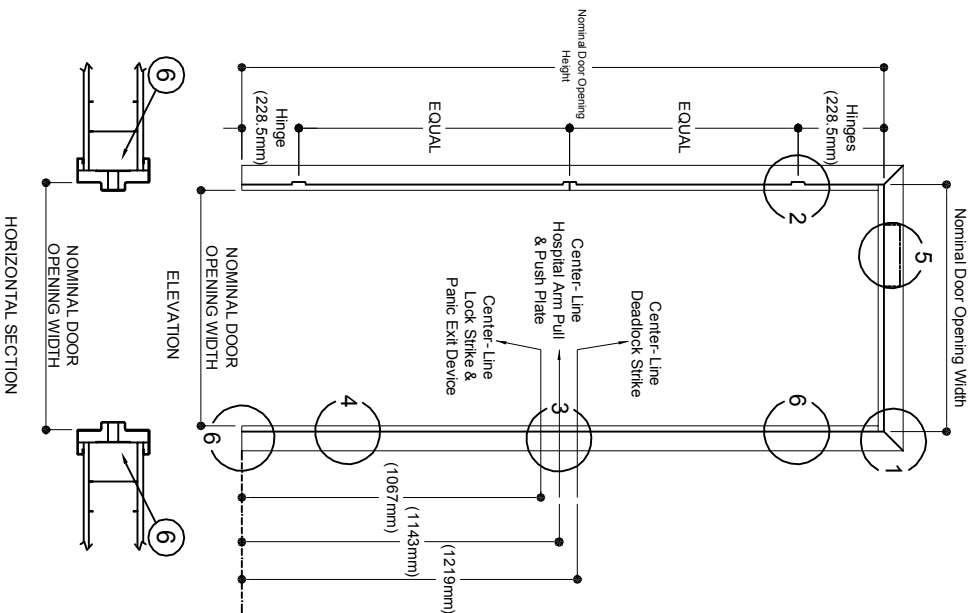 Nominal Door Opening Width
5
1
Hinges
(228.5mm)
2
6
EQUAL
Nominal Door Opening
Height
Center- Line
Deadlock Strike
Center- Line
Hospital Arm Pull
& Push Plate
3
Center- Line
Lock Strike &
Panic Exit Device
EQUAL
(1219mm)
(1143mm)
(1067mm)
4
Hinge
(228.5mm)
6
NOMINAL DOOR
OPENING WIDTH
ELEVATION
6
6
NOMINAL DOOR
OPENING WIDTH
HORIZONTAL SECTION